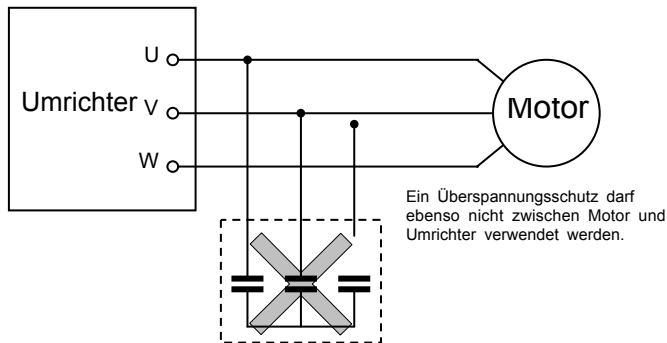 U
Umrichter V
Motor
W
Ein Überspannungsschutz darf
ebenso nicht zwischen Motor und
Umrichter verwendet werden.